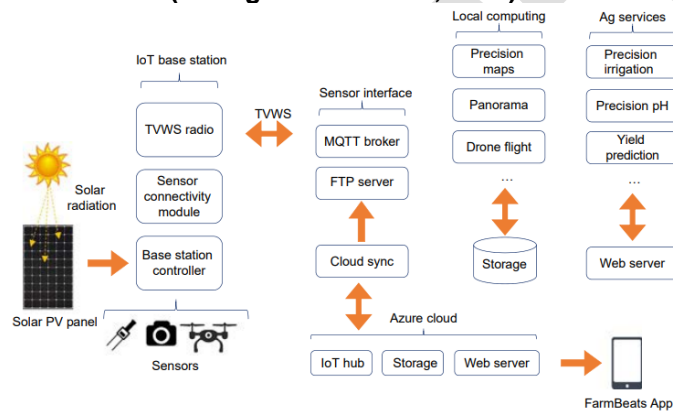 Local computing
Ag services
IoT base station
Precision
maps
Precision
irrigation
Sensor interface
TVWS radio
TVWS
MQTT broker
Panorama
Precision pH
Drone flight
Yield
prediction
Solar
radiation
Sensor
connectivity
module
FTP server
...
...
Base station
controller
Cloud sync
Storage
Web server
Solar PV panel
Sensors
Azure cloud
IoT hub
Storage
Web server
FarmBeats App